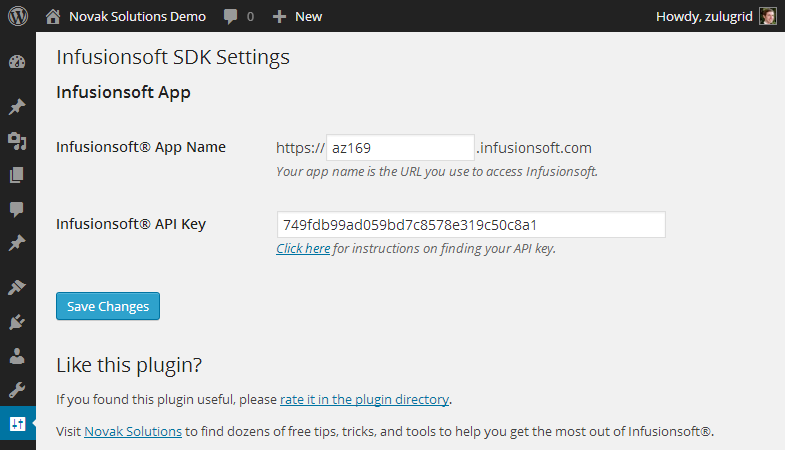 Novak Solutions Demo 0 New Howdy, zulugrid
Infusionsoft SDK Settings
Infusionsoft App
Infusionsoft® App Name https:// az169 .infusionsoft.com
Your app name is the URL you use to access Infusionsoft.
Infusionsoft® API Key 749fdb99ad059bd7c8578e319c50c8a1
Click here for instructions on finding your API key.
Save Changes
Like this plugin?
If you found this plugin useful, please rate it in the plugin directory.
Visit Novak Solutions to find dozens of free tips, tricks, and tools to help you get the most out of Infusionsoft®.